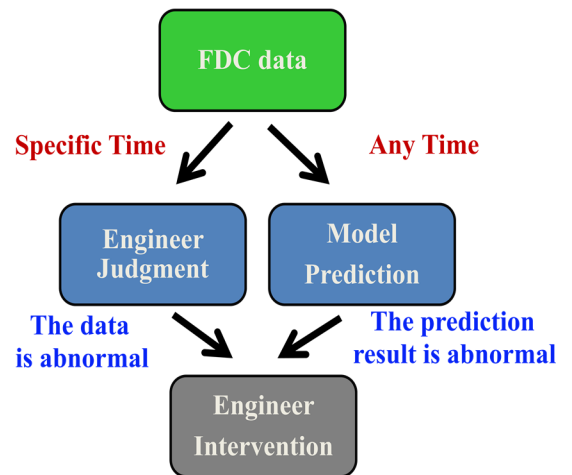 FDC data
Specific Time
Any Time
Engineer
Judgment
Model
Prediction
The data
is abnormal
The prediction
result is abnormal
Engineer
Intervention